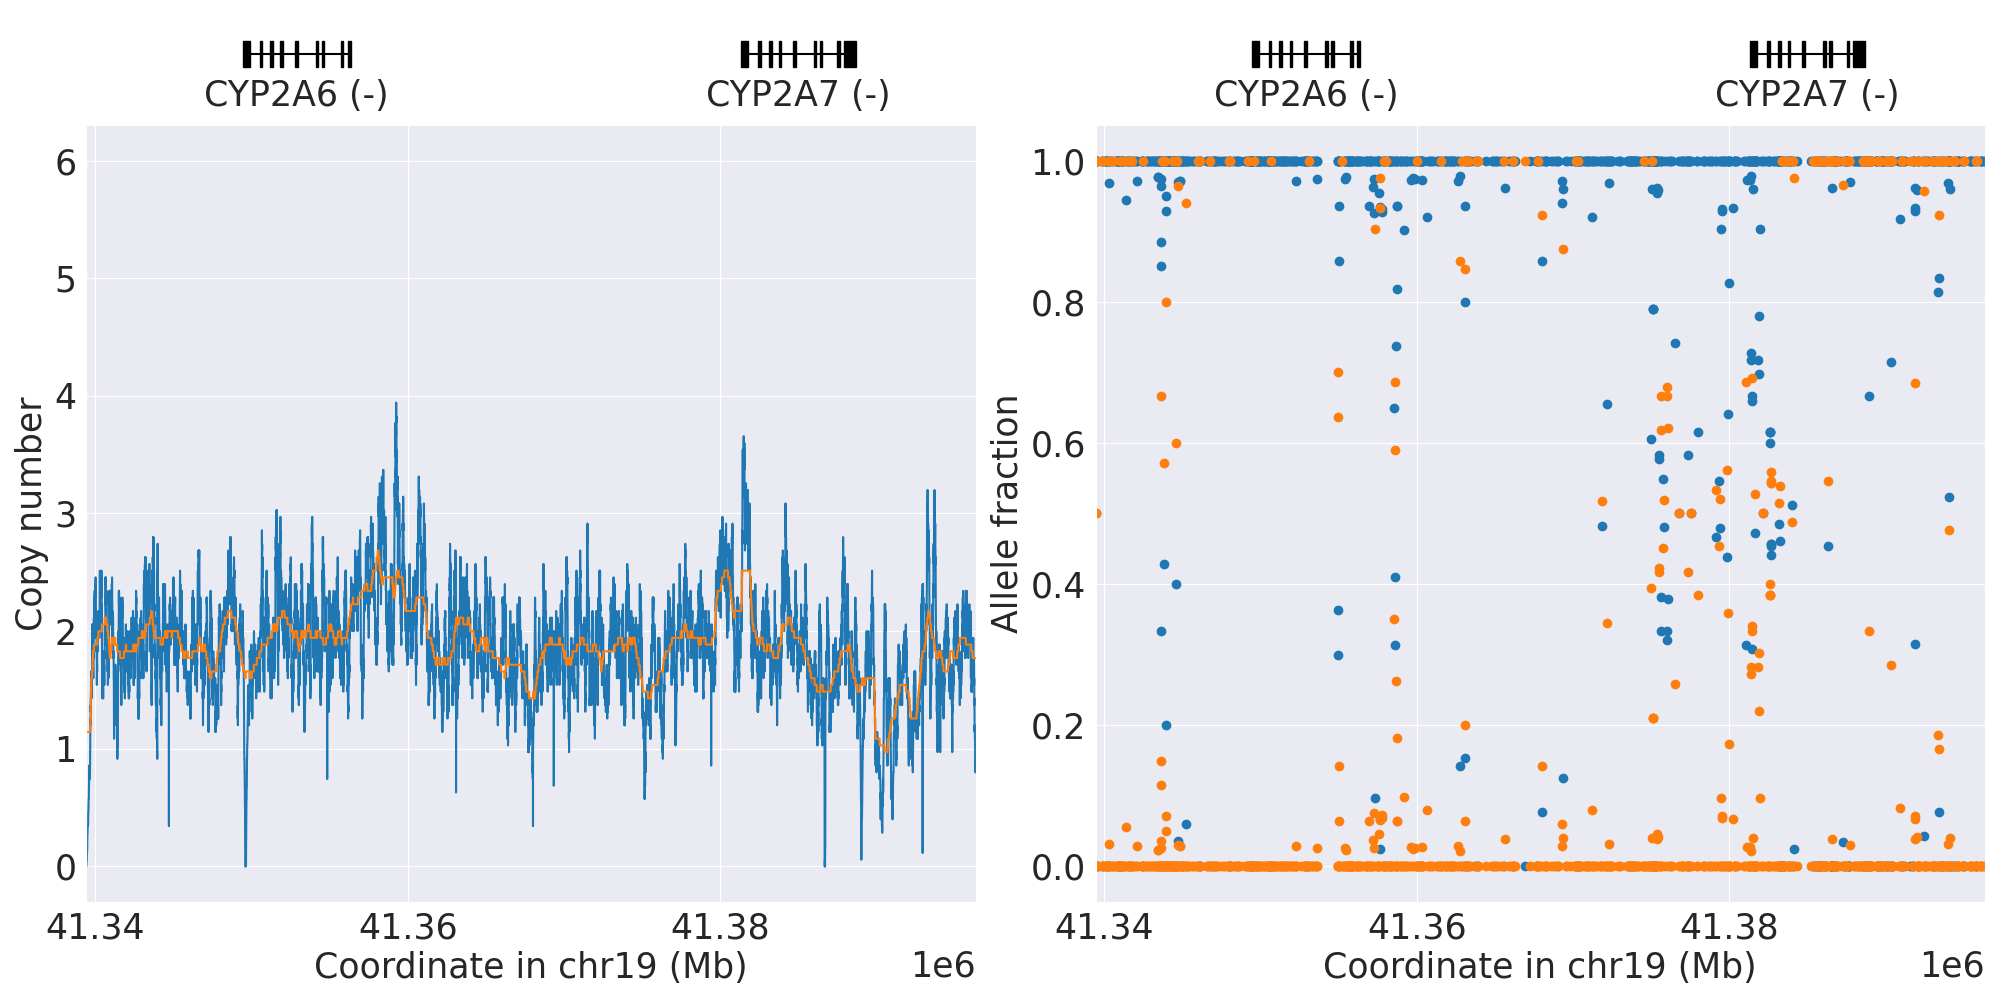 CYP2A6 (-)
CYP2A7 (-)
Copy number
6
5
4
3
2
1
0
41.34
41.36
41.38
Coordinate in chr19 (Mb)
1e6
CYP2A6 (-)
CYP2A7 (-)
Allele fraction
1.0
0.8
0.6
0.4
0.2
0.0
41.34
41.36
41.38
Coordinate in chr19 (Mb)
1e6